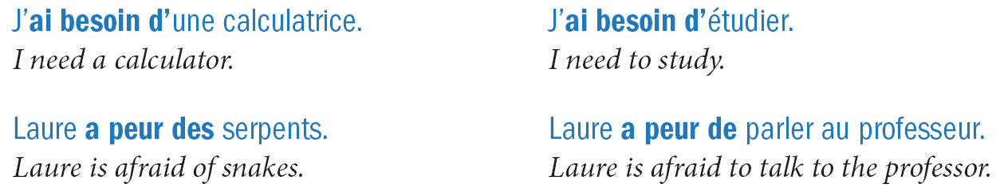 J'ai besoin d'une calculatrice.
I need a calculator.
Laure a peur des serpents.
Laure is afraid of snakes.
J'ai besoin d'étudier.
I need to study.
Laure a peur de parler au professeur.
Laure is afraid to talk to the professor.